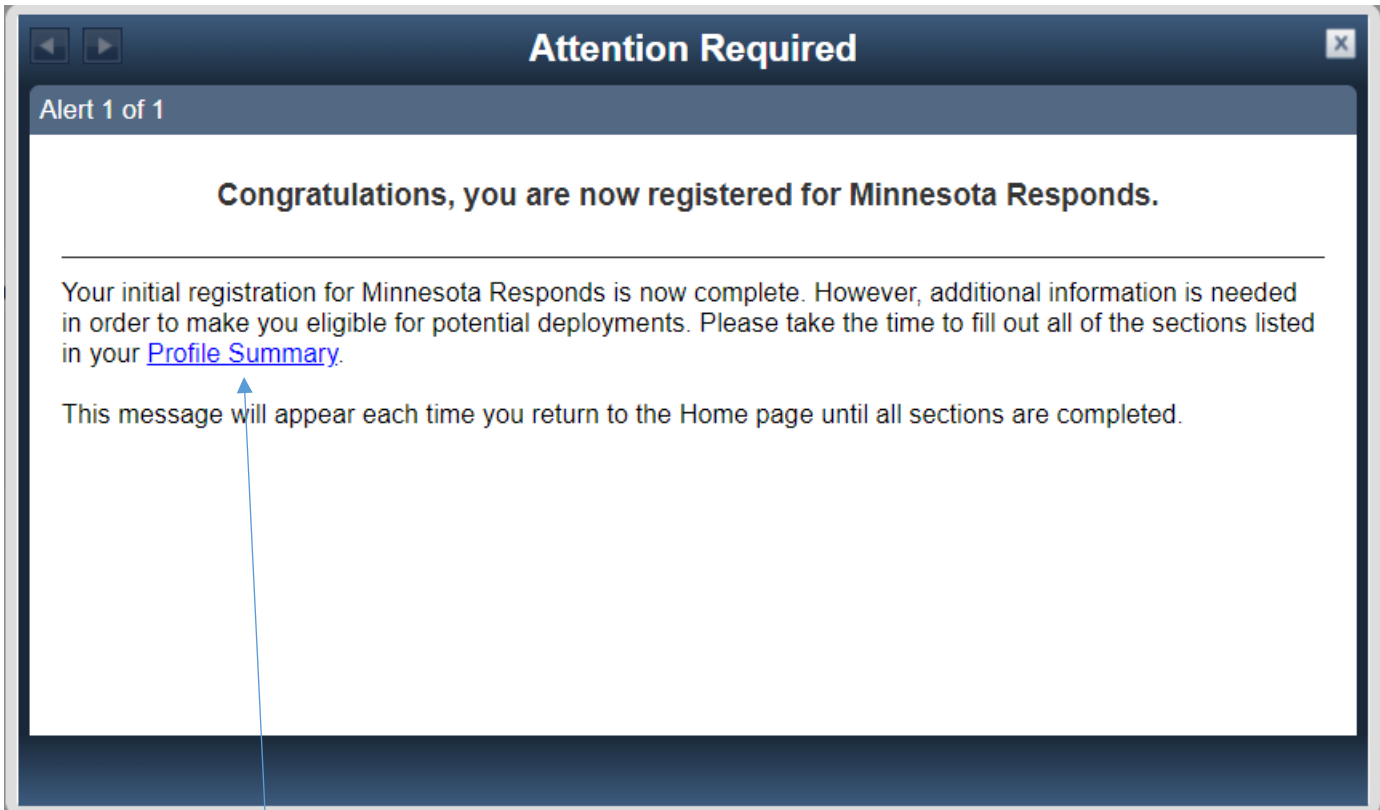 Attention Required
Alert 1 of 1
Congratulations, you are now registered for Minnesota Responds.
Your initial registration for Minnesota Responds is now complete. However, additional information is needed
in order to make you eligible for potential deployments. Please take the time to fill out all of the sections listed
in your Profile Summary.
This message will appear each time you return to the Home page until all sections are completed.